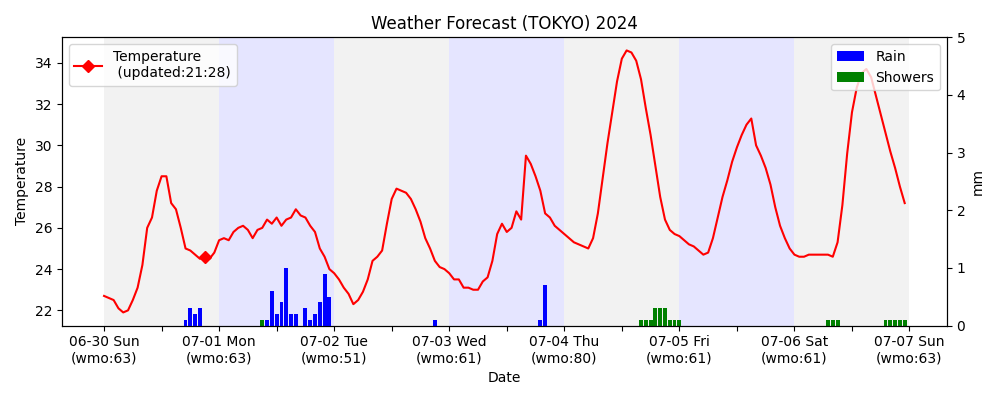 Weather Forecast (TOKYO) 2024
Temperature
(updated:21:28)
Rain
Showers
Temperature
34
32
30
28
26
24
22
5
4
3
2
1
0
mm
06-30 Sun 07-01 Mon 07-02 Tue 07-03 Wed 07-04 Thu 07-05 Fri 07-06 Sat 07-07 Sun
(wmo:63) (wmo:63) (wmo:51) (wmo:61) (wmo:80) (wmo:61) (wmo:61) (wmo:63)
Date